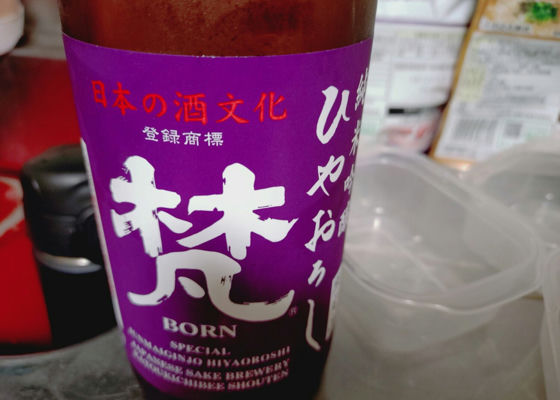 日本の酒文化
登録商標
梵
BORN
SPECIAL
JUNMAIGINJO HIYAOROSHI
JAPANESE SAKE BREWERY
KATOUKICHIBEE SHOUTEN
純米吟醸
ひやおろし